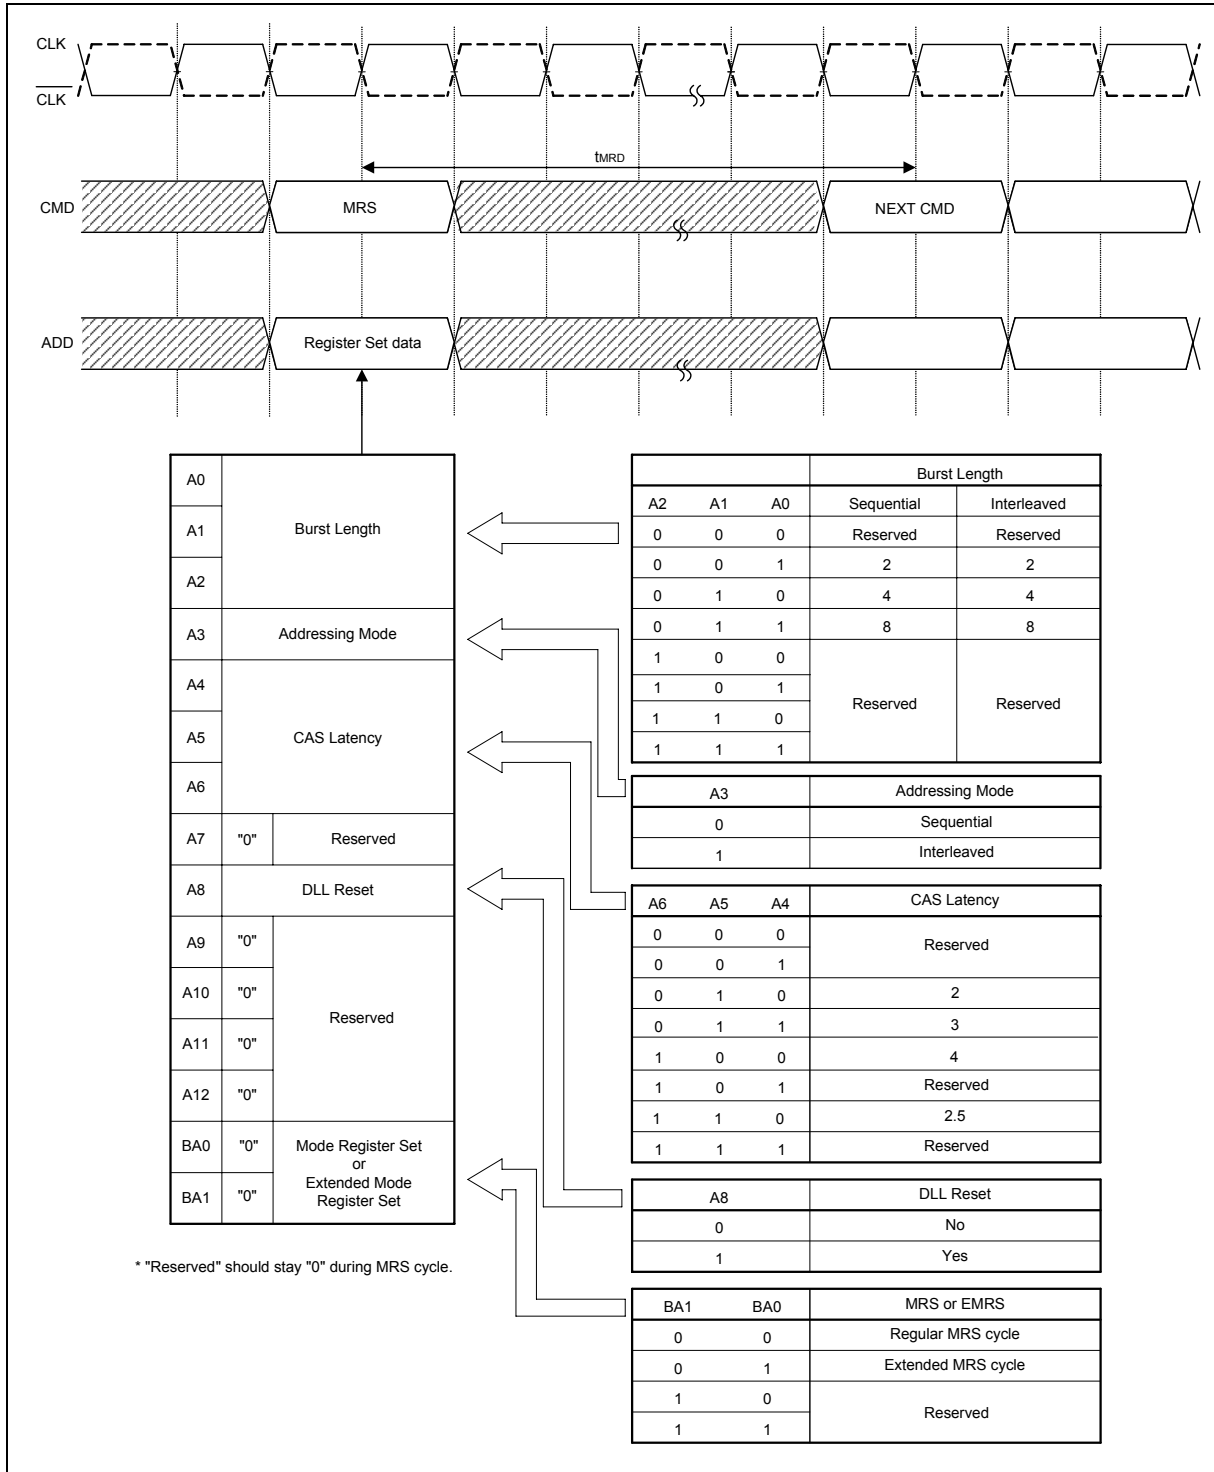 CLK
CLK
tMRD
CMD
MRS
NEXT CMD
ADD
Register Set data
A0
A1
Burst Length
A2
A3
Addressing Mode
A4
A5
CAS Latency
A6
A7 "0" Reserved
A8 DLL Reset
A9 "0"
A10 "0"
Reserved
A11 "0"
A12 "0"
BA0 "0"
BA1 "0"
Mode Register Set
or
Extended Mode
Register Set
* "Reserved" should stay "0" during MRS cycle.
Burst Length
A2 A1 A0 Sequential Interleaved
0 0 0 Reserved Reserved
0 0 1 2 2
0 1 0 4 4
0 1 1 8 8
1 0 0
1 0 1
Reserved Reserved
1 1 0
1 1 1
A3 Addressing Mode
0 Sequential
1 Interleaved
A6 A5 A4 CAS Latency
0 0 0
Reserved
0 0 1
0 1 0 2
0 1 1 3
1 0 0 4
1 0 1 Reserved
1 1 0 2.5
1 1 1 Reserved
A8 DLL Reset
0 No
1 Yes
BA1 BA0 MRS or EMRS
0 0 Regular MRS cycle
0 1 Extended MRS cycle
1 0
Reserved
1 1